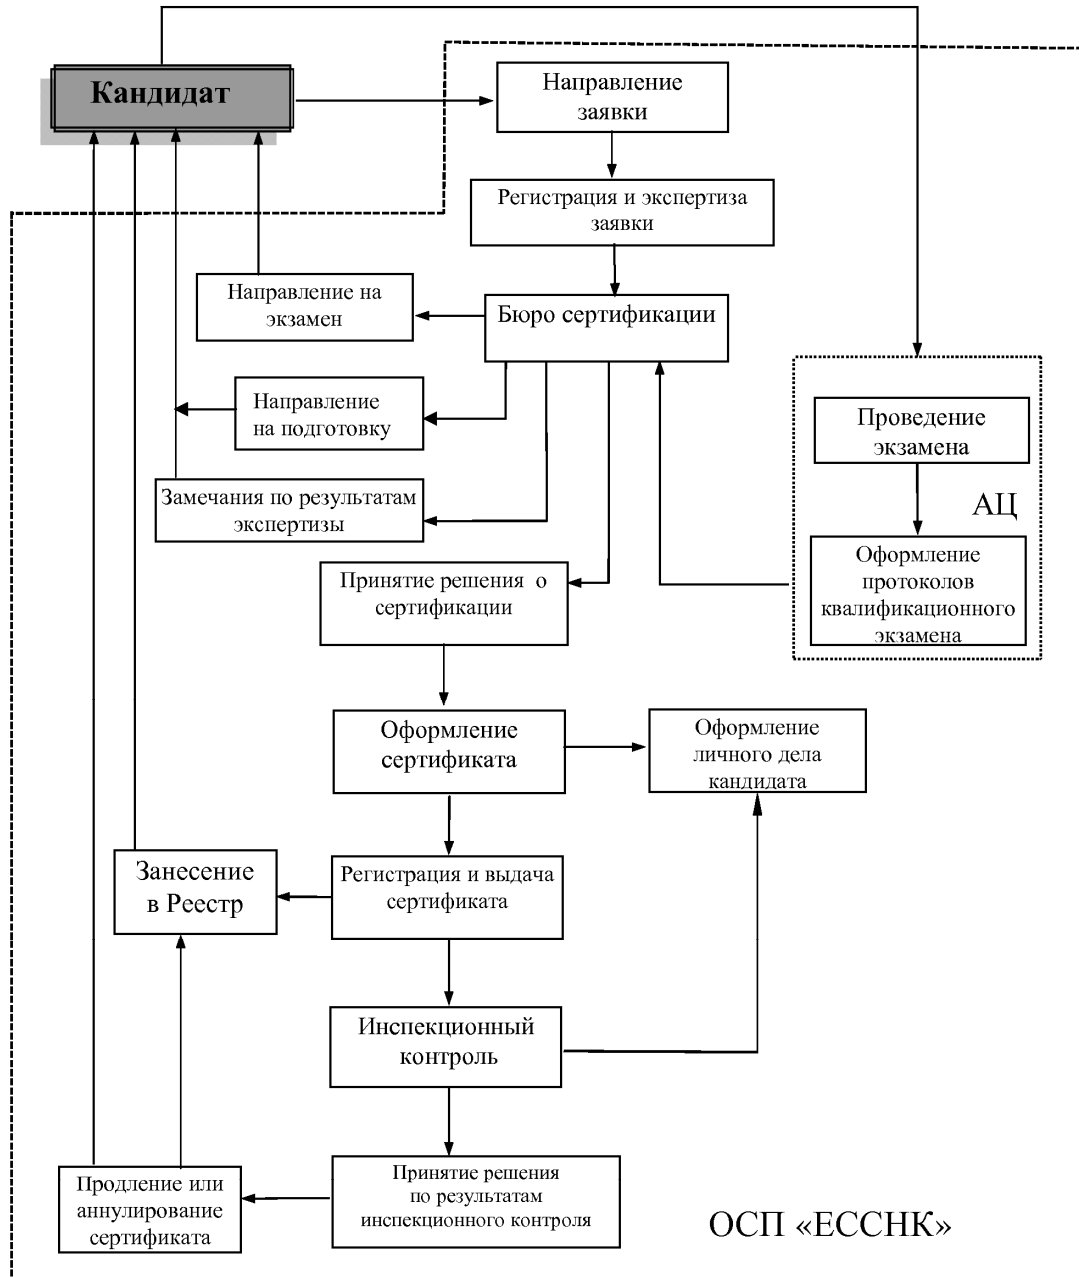 Кандидат
Направление
заявки
Регистрация и экспертиза
заявки
Направление на
экзамен
Бюро сертификации
Направление
на подготовку
Замечания по результатам
экспертизы
Проведение
экзамена
АЦ
Оформление
протоколов
квалификационного
экзамена
Принятие решения о
сертификации
Оформление
сертификата
Оформление
личного дела
кандидата
Занесение
в Реестр
Регистрация и выдача
сертификата
Инспекционный
контроль
Продление или
аннулирование
сертификата
Принятие решения
по результатам
инспекционного контроля
ОСП «ЕССНК»